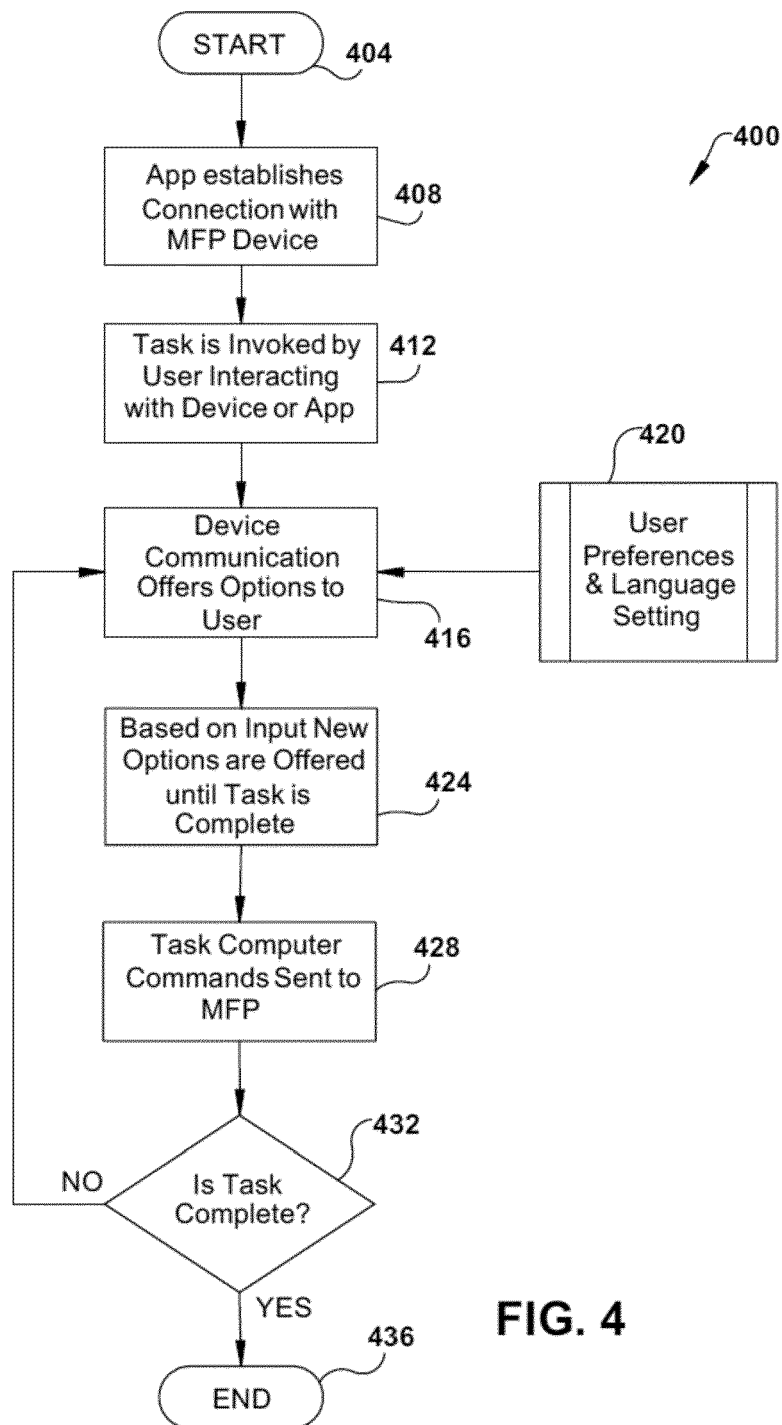 START
404
400
App establishes
Connection with
MFP Device
408
Task is Invoked by
User Interacting
with Device or App
412
420
Device
Communication
Offers Options to
User
416
User
Preferences
& Language
Setting
Based on Input New
Options are Offered
until Task is
Complete
424
Task Computer
Commands Sent to
MFP
428
432
Is Task
Complete?
NO
YES
FIG. 4
436
END